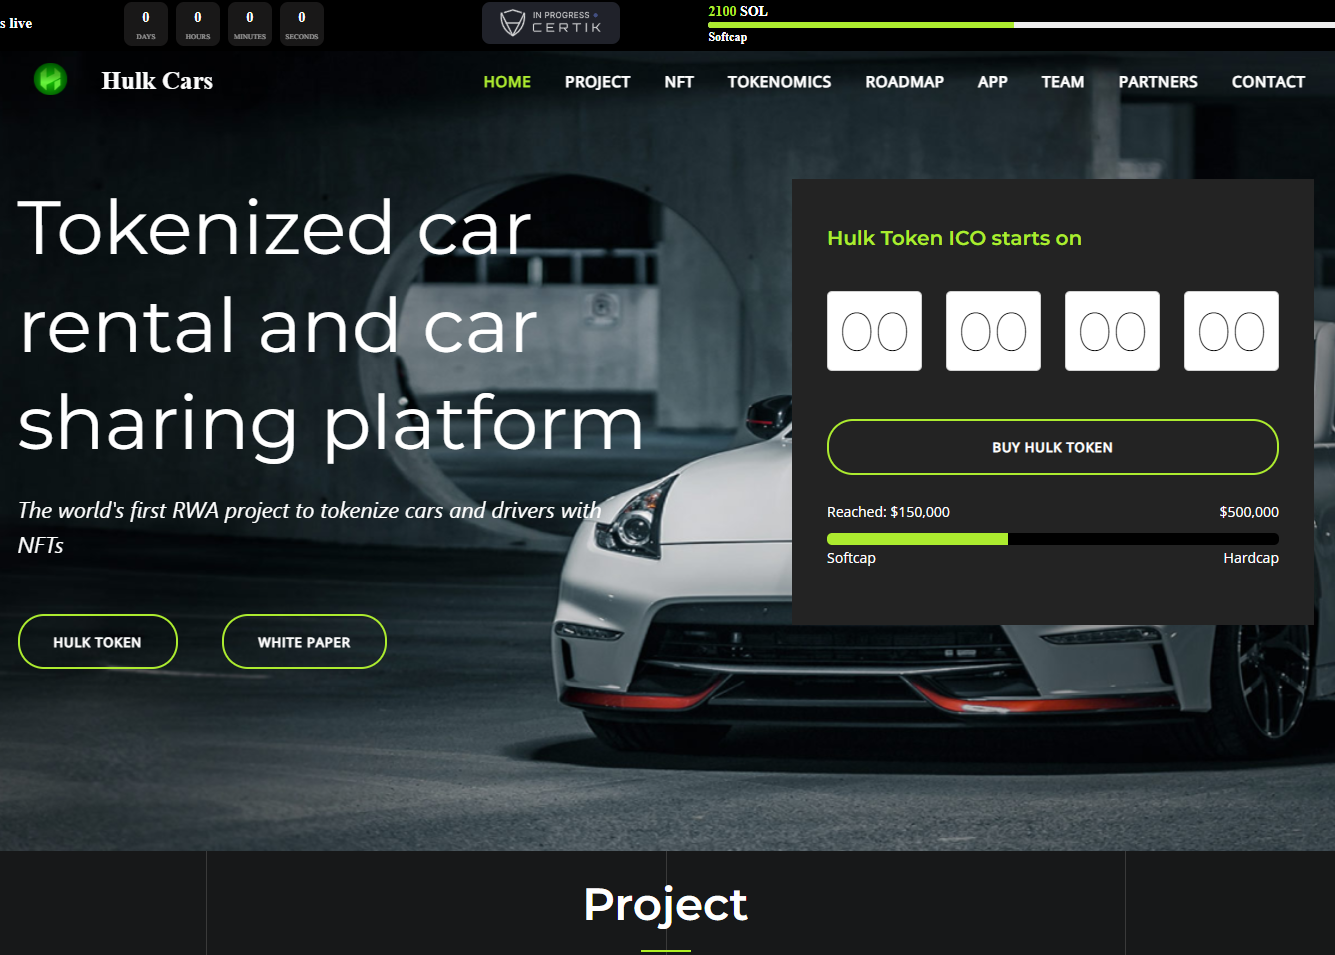 s live
0 0 0 0
DAYS HOURS MINUTES SECONDS
IN PROGRESS
CERTIK
2100 SOL
Softcap
Hulk Cars
HOME PROJECT NFT TOKENOMICS ROADMAP APP TEAM PARTNERS CONTACT
Tokenized car
rental and car
sharing platform
The world's first RWA project to tokenize cars and drivers with
NFTs
HULK TOKEN WHITE PAPER
Hulk Token ICO starts on
00 00 00 00
BUY HULK TOKEN
Reached: $150,000 $500,000
Softcap Hardcap
Project